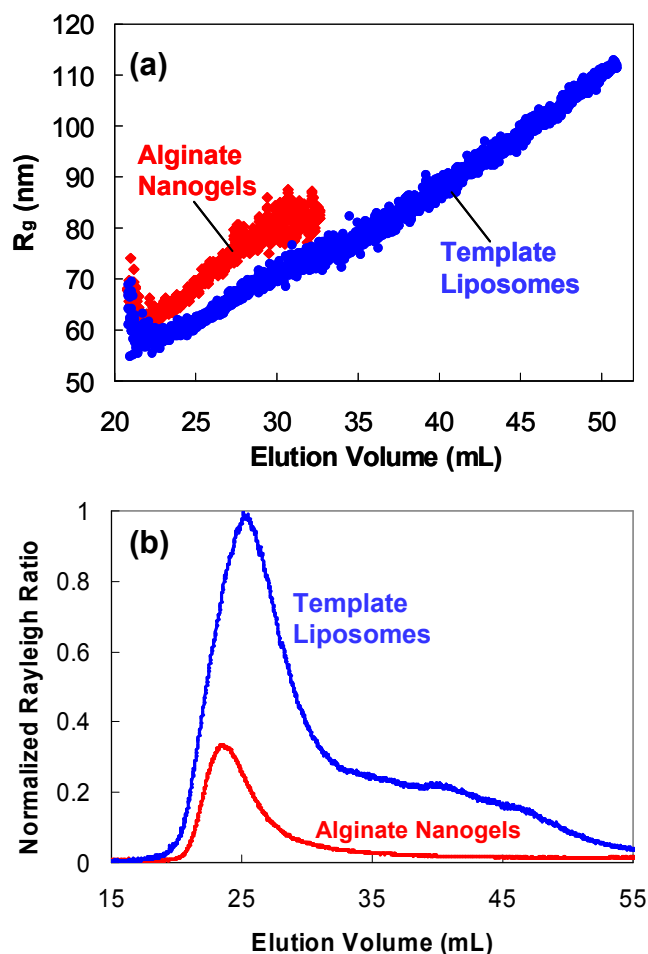 (a)
120
110
100
90
80
70
60
50
R_g (nm)
Alginate
Nanogels
Template
Liposomes
20 25 30 35 40 45 50
Elution Volume (mL)
(b)
1
0.8
0.6
0.4
0.2
0
Normalized Rayleigh Ratio
Template
Liposomes
Alginate Nanogels
15 25 35 45 55
Elution Volume (mL)